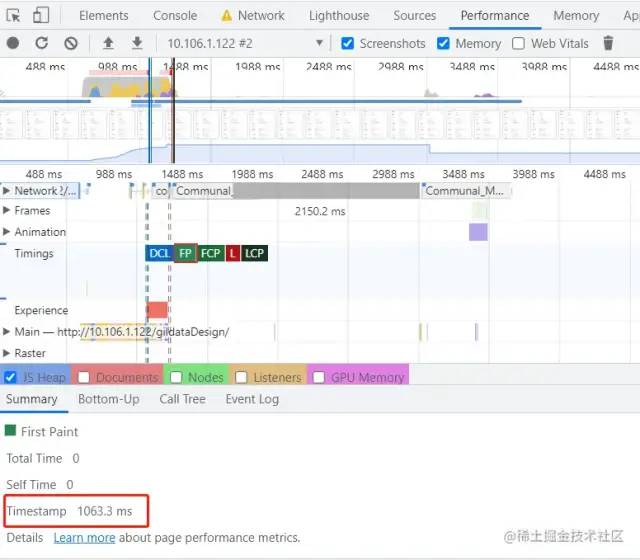 Elements Console Network Lighthouse Sources Performance Memory App
10.106.1.122 #2 Screenshots Memory Web Vitals
488 ms 988 ms 1488 ms 1988 ms 2488 ms 2988 ms 3488 ms 3988 ms 4488 ms
488 ms 988 ms 1488 ms 1988 ms 2488 ms 2988 ms 3488 ms 3988 ms 4488 ms
Network 2/... co Communal_ Communal_M...
Frames 2150.2 ms
Animation
Timings DCL FP FCP L LCP
Experience
Main — http://10.106.1.122/gildataDesign/
Raster
JS Heap Documents Nodes Listeners GPU Memory
Summary Bottom-Up Call Tree Event Log
First Paint
Total Time 0
Self Time 0
Timestamp 1063.3 ms
Details Learn more about page performance metrics.
@稀土掘金技术社区